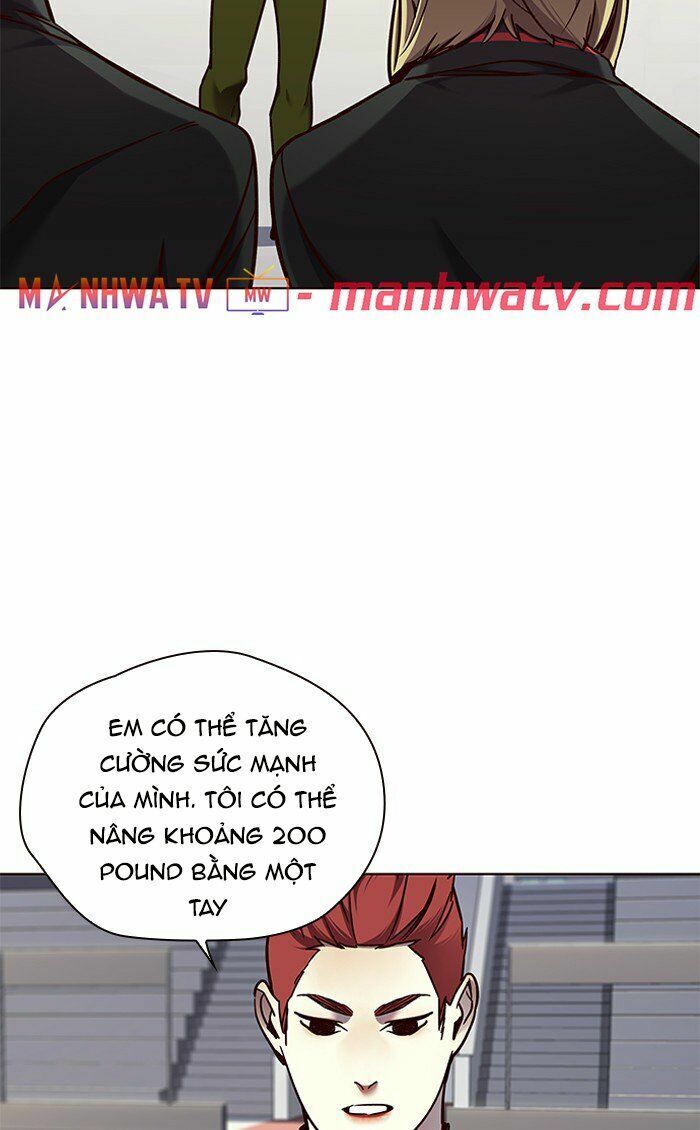 MANHWA TV MW - manhwatv.com
EM CÓ THỂ TĂNG
CƯỜNG SỨC MẠNH
CỦA MÌNH. TÔI CÓ THỂ
NÂNG KHOẢNG 200
POUND BẰNG MỘT
TAY